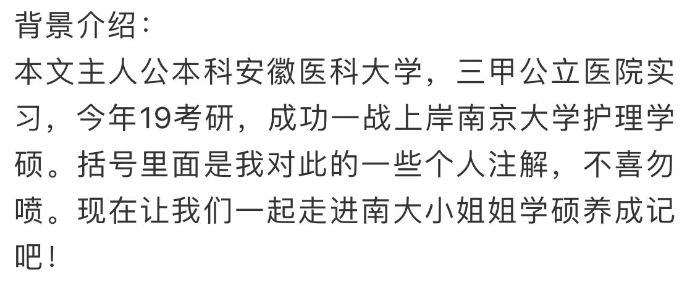 背景介绍：
本文主人公本科安徽医科大学，三甲公立医院实
习，今年19考研，成功一战上岸南京大学护理学
硕。括号里面是我对此的一些个人注解，不喜勿
喷。现在让我们一起走进南大小姐姐学硕养成记
吧！